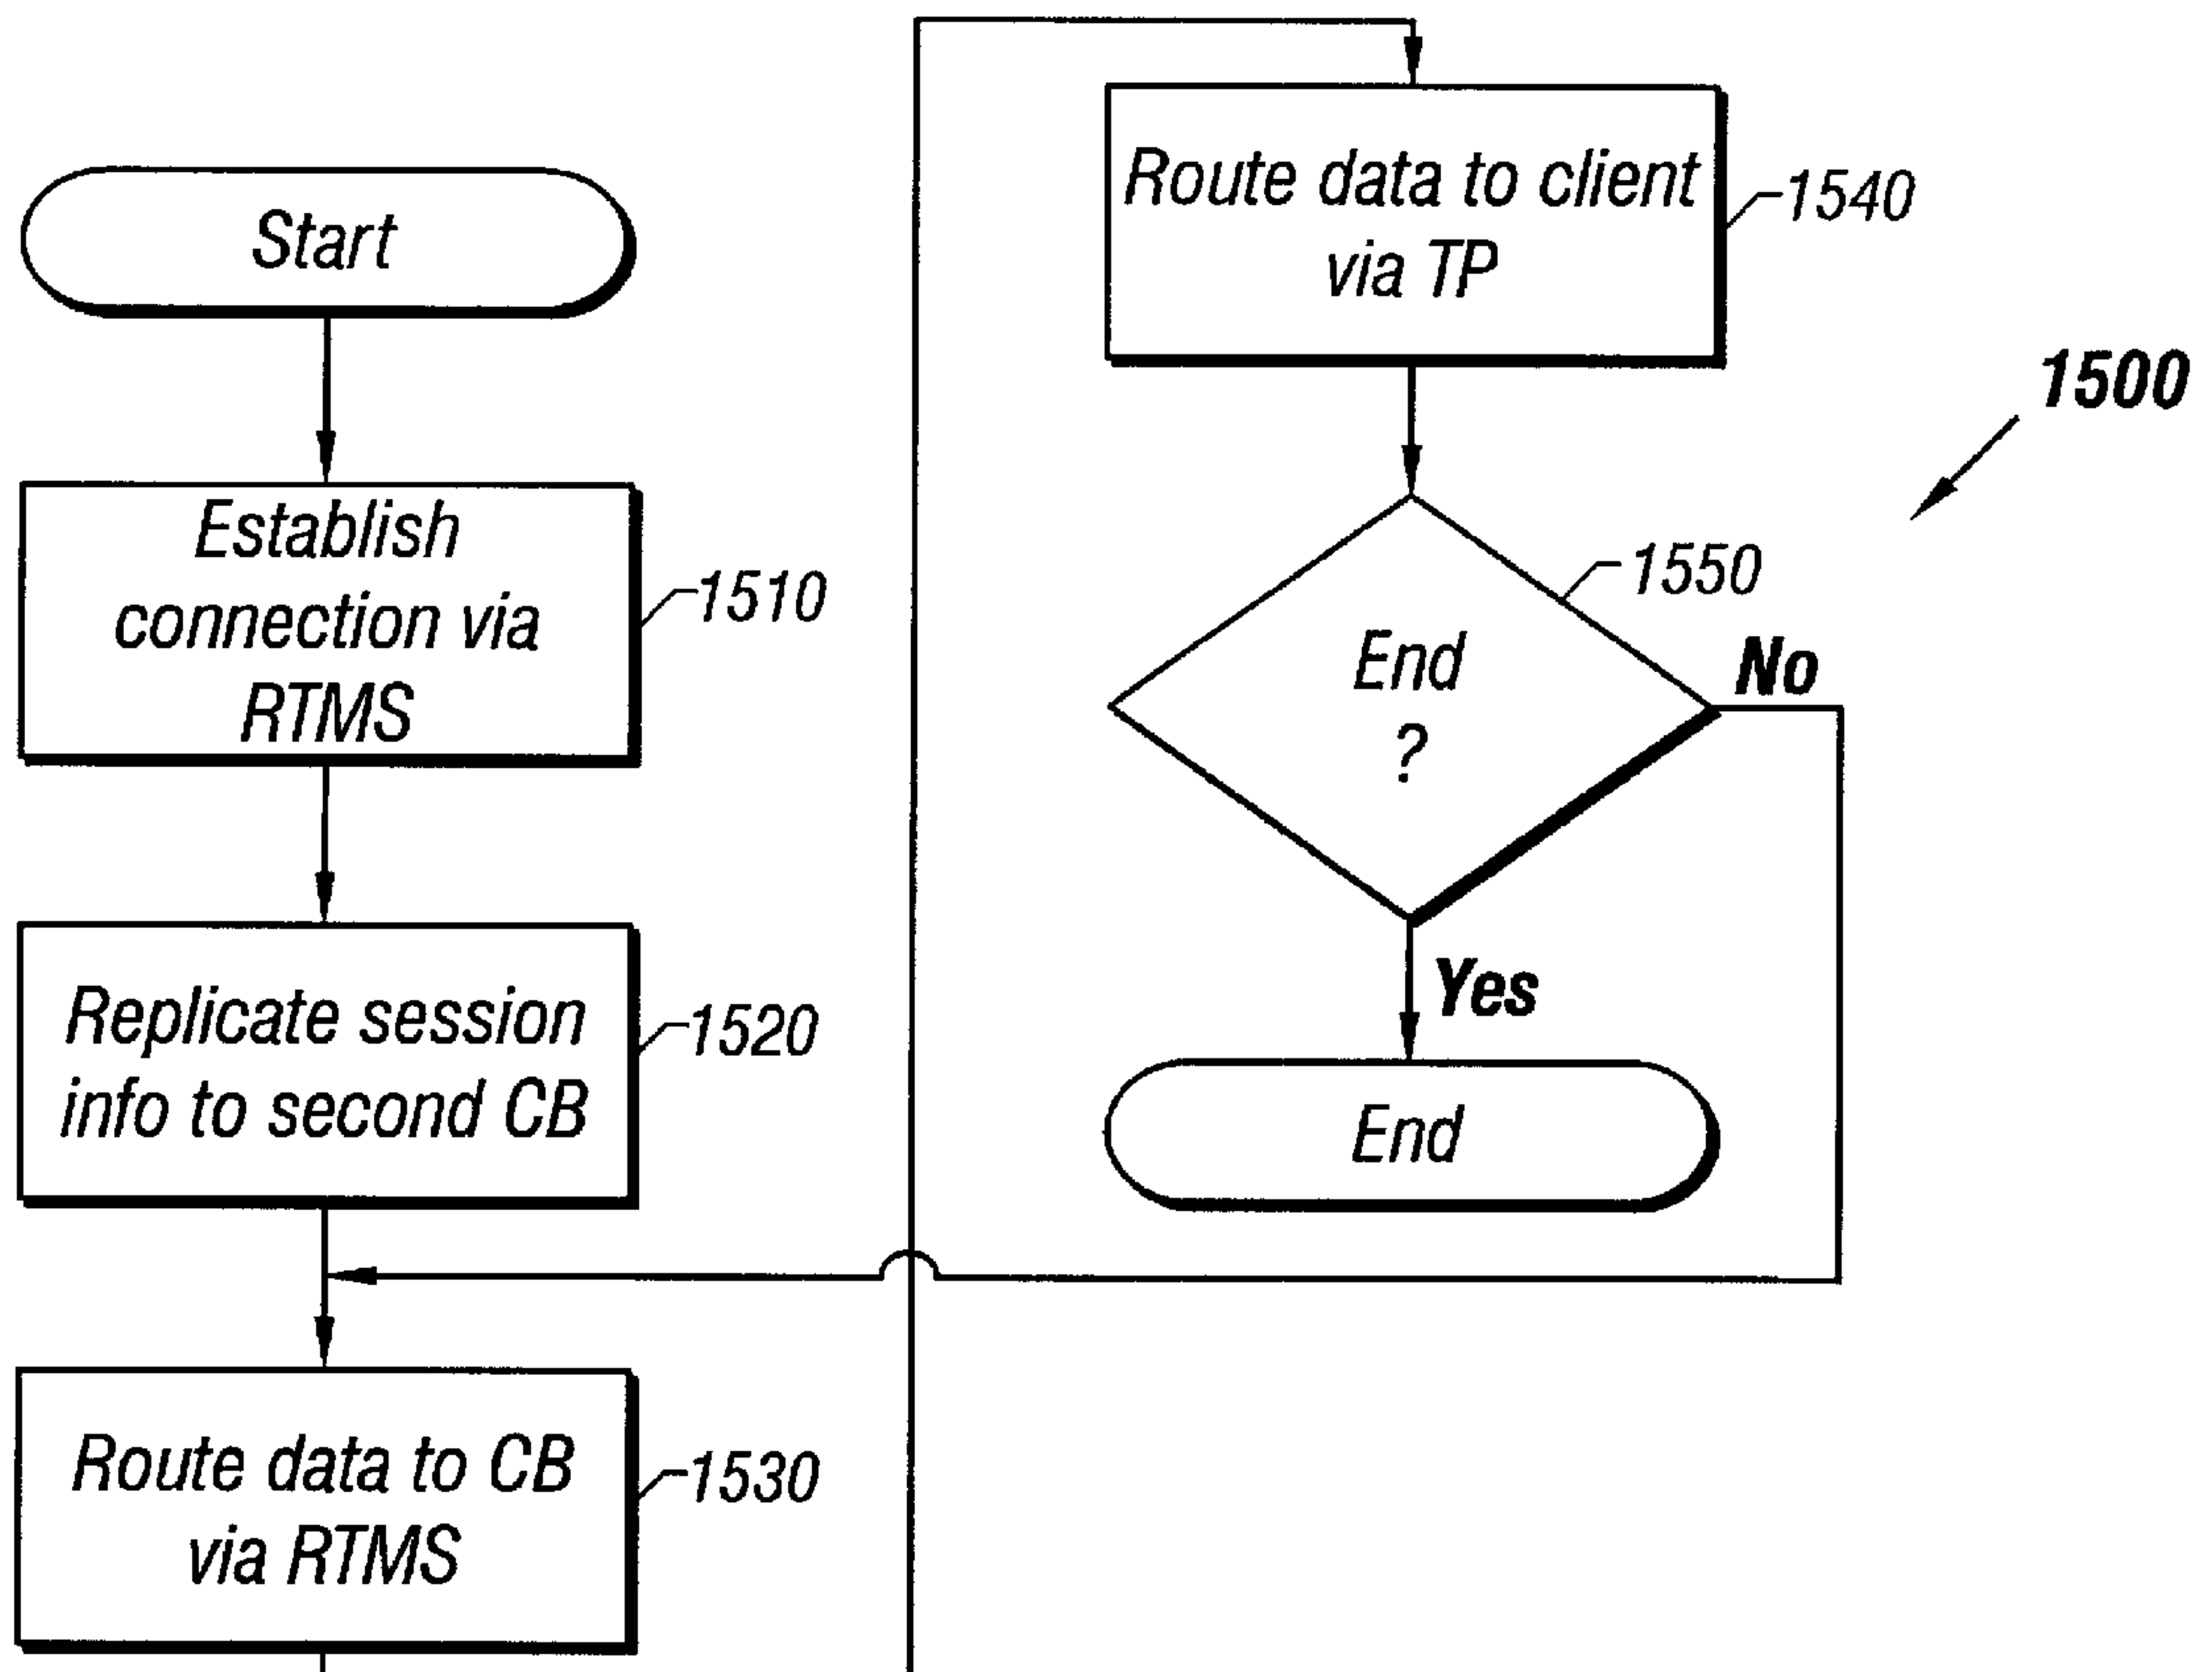 Start
Establish
connection via
RTMS
1510
Replicate session
info to second CB
1520
Route data to CB
via RTMS
1530
Route data to client
via TP
1540
1500
End
?
1550
No
Yes
End